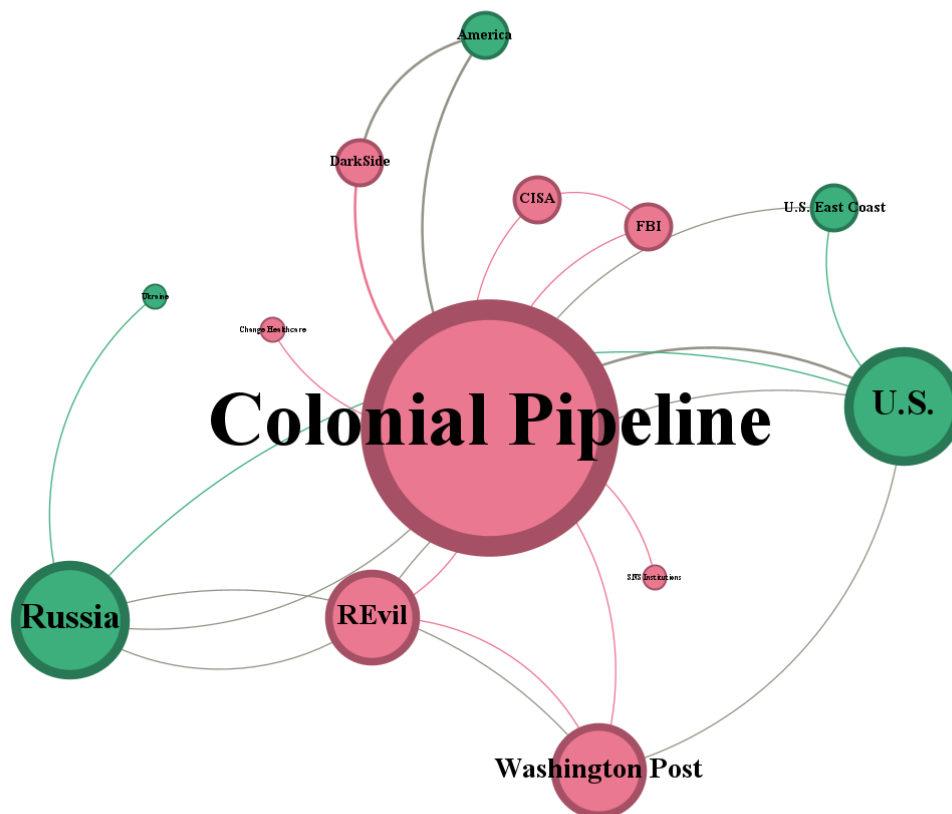 America
DarkSide
CISA
U.S. East Coast
FBI
Ukraine
Change Healthcare
Colonial Pipeline
U.S.
Russia
REvil
Washington Post